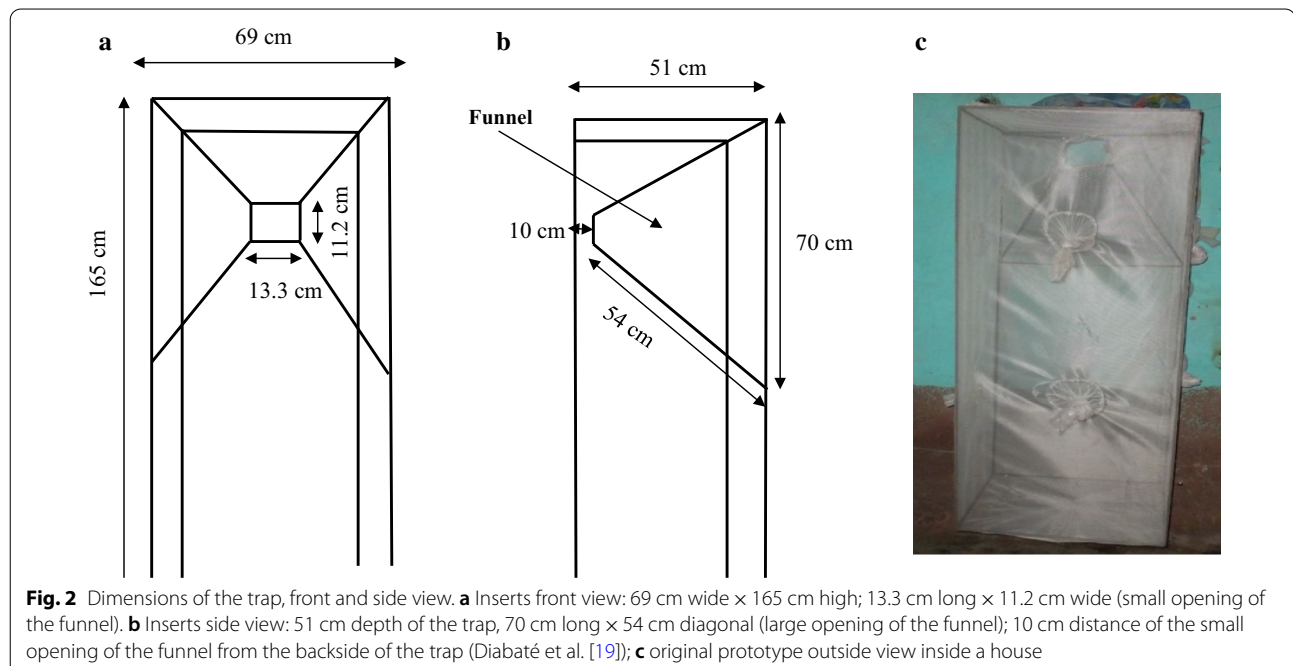 a
69 cm
165 cm
11.2 cm
13.3 cm
b
51 cm
Funnel
10 cm
70 cm
54 cm
c
Fig. 2 Dimensions of the trap, front and side view. a Inserts front view: 69 cm wide × 165 cm high; 13.3 cm long × 11.2 cm wide (small opening of
the funnel). b Inserts side view: 51 cm depth of the trap, 70 cm long × 54 cm diagonal (large opening of the funnel); 10 cm distance of the small
opening of the funnel from the backside of the trap (Diabaté et al. [19]); c original prototype outside view inside a house